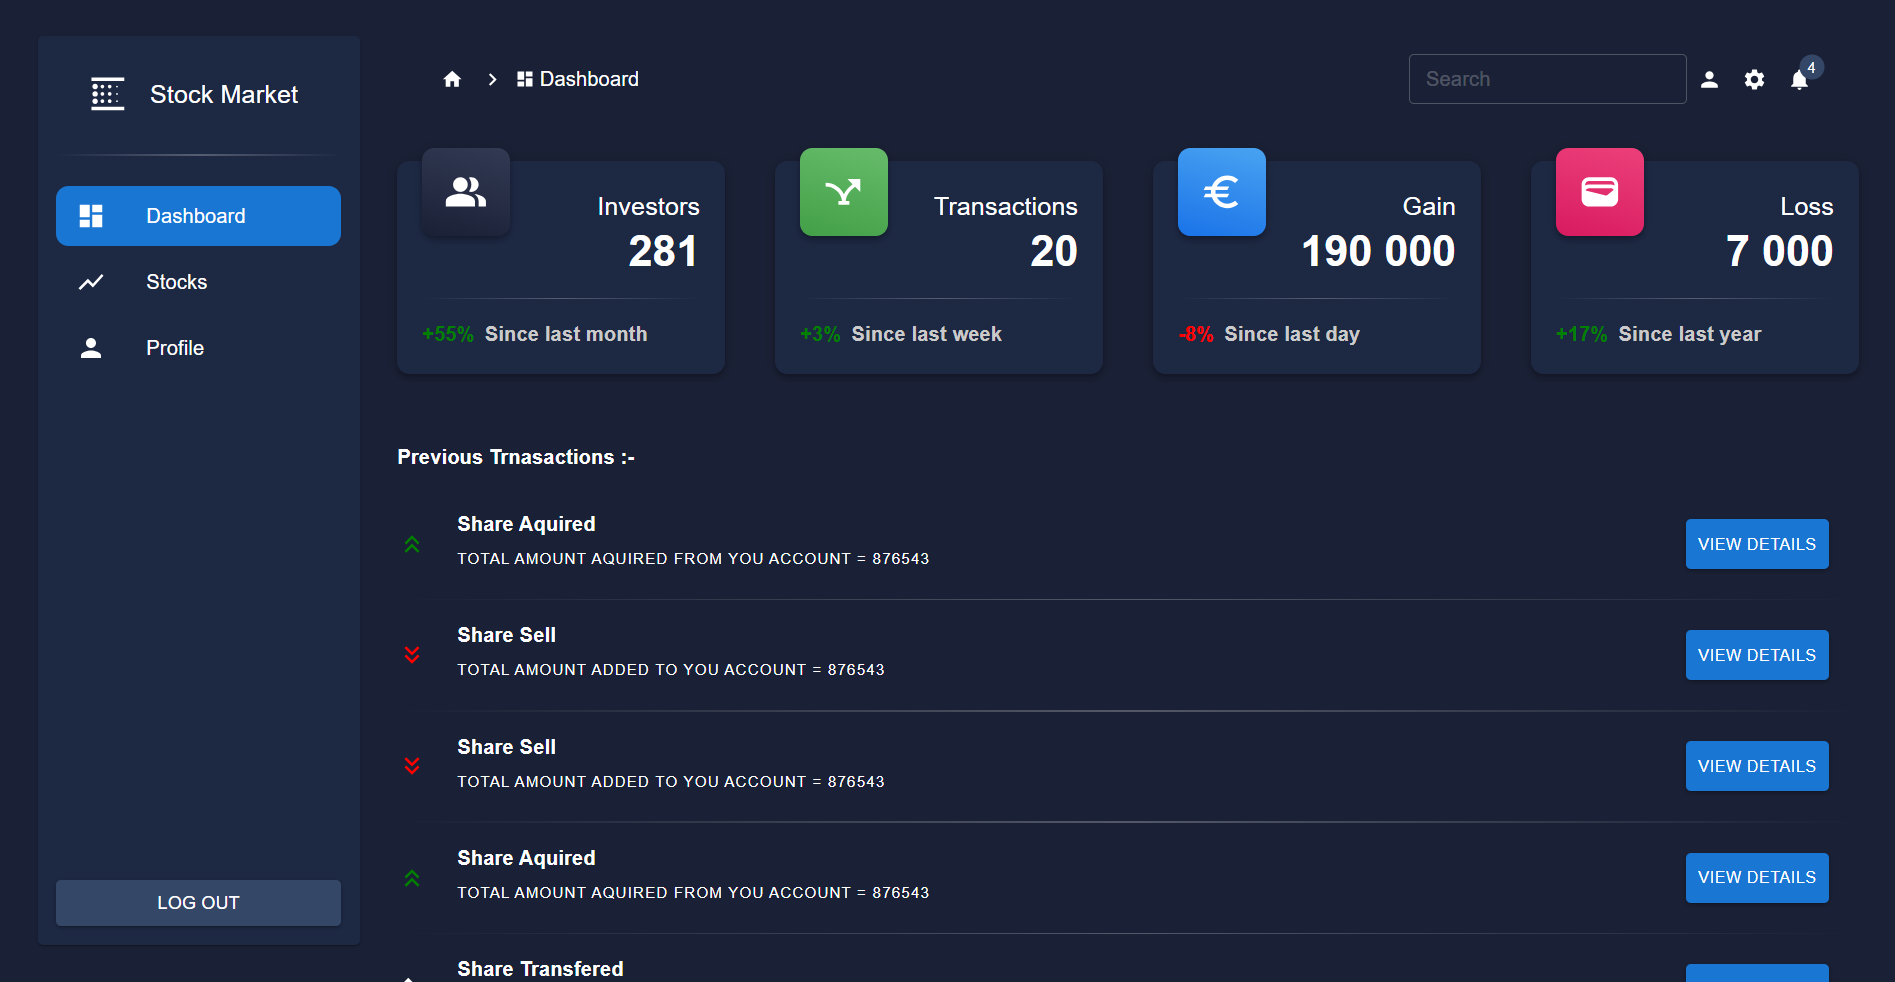 Stock Market
Dashboard
Stocks
Profile
LOG OUT
Dashboard
Search
4
Investors
281
+55% Since last month
Transactions
20
+3% Since last week
Gain
190 000
-8% Since last day
Loss
7 000
+17% Since last year
Previous Trnasactions :-
Share Aquired
TOTAL AMOUNT AQUIRED FROM YOU ACCOUNT = 876543
VIEW DETAILS
Share Sell
TOTAL AMOUNT ADDED TO YOU ACCOUNT = 876543
VIEW DETAILS
Share Sell
TOTAL AMOUNT ADDED TO YOU ACCOUNT = 876543
VIEW DETAILS
Share Aquired
TOTAL AMOUNT AQUIRED FROM YOU ACCOUNT = 876543
VIEW DETAILS
Share Transfered